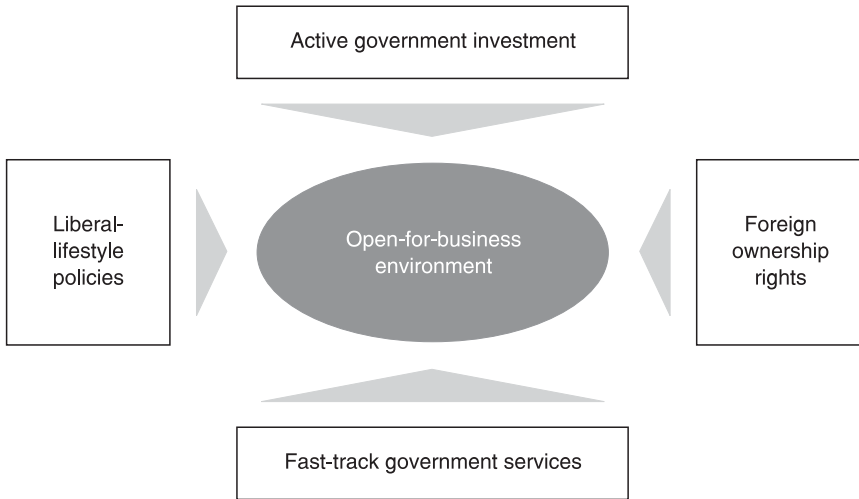 Active government investment
Liberal-
lifestyle
policies
Open-for-business
environment
Foreign
ownership
rights
Fast-track government services